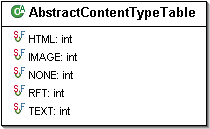 AbstractContentTypeTable
HTML: int
IMAGE: int
NONE: int
RFT: int
TEXT: int